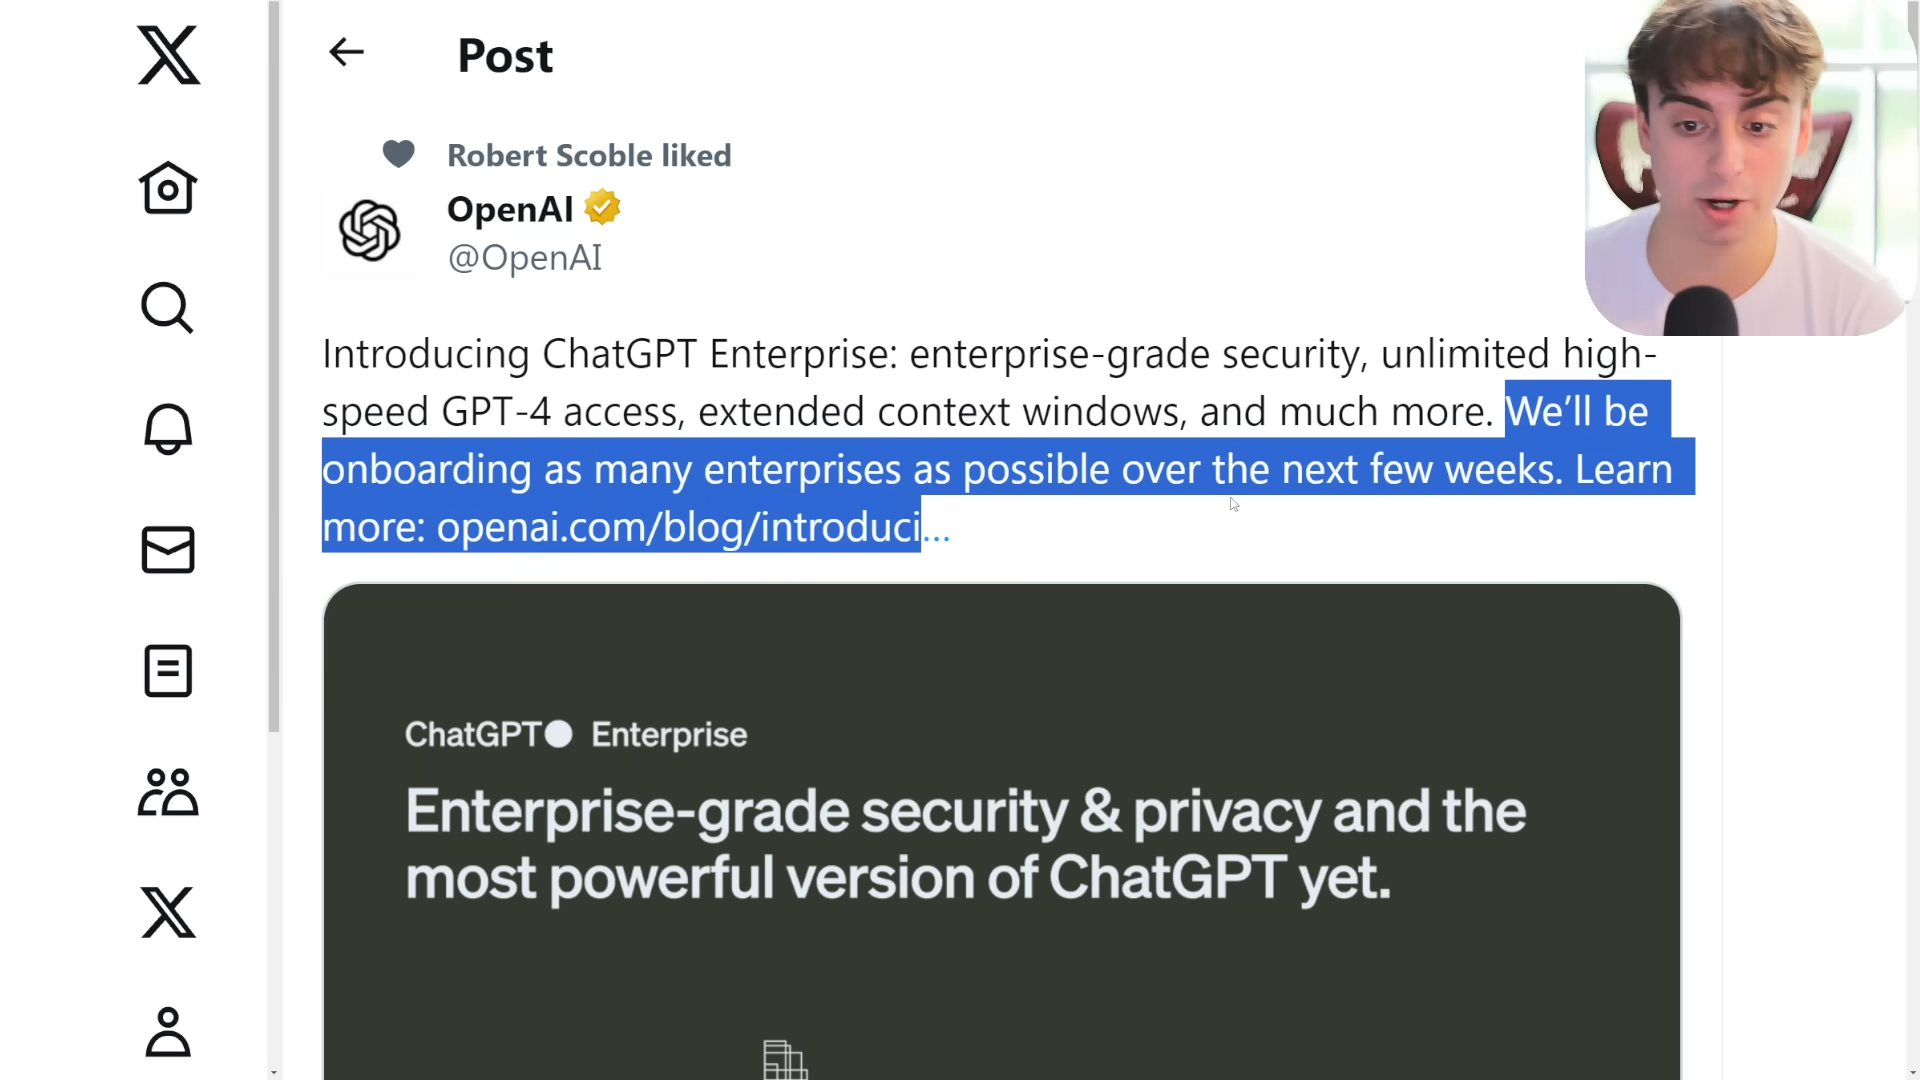 Post
Robert Scoble liked
OpenAI
@OpenAI
Introducing ChatGPT Enterprise: enterprise-grade security, unlimited high-
speed GPT-4 access, extended context windows, and much more. We’ll be
onboarding as many enterprises as possible over the next few weeks. Learn
more: openai.com/blog/introduci...
ChatGPT Enterprise
Enterprise-grade security & privacy and the
most powerful version of ChatGPT yet.